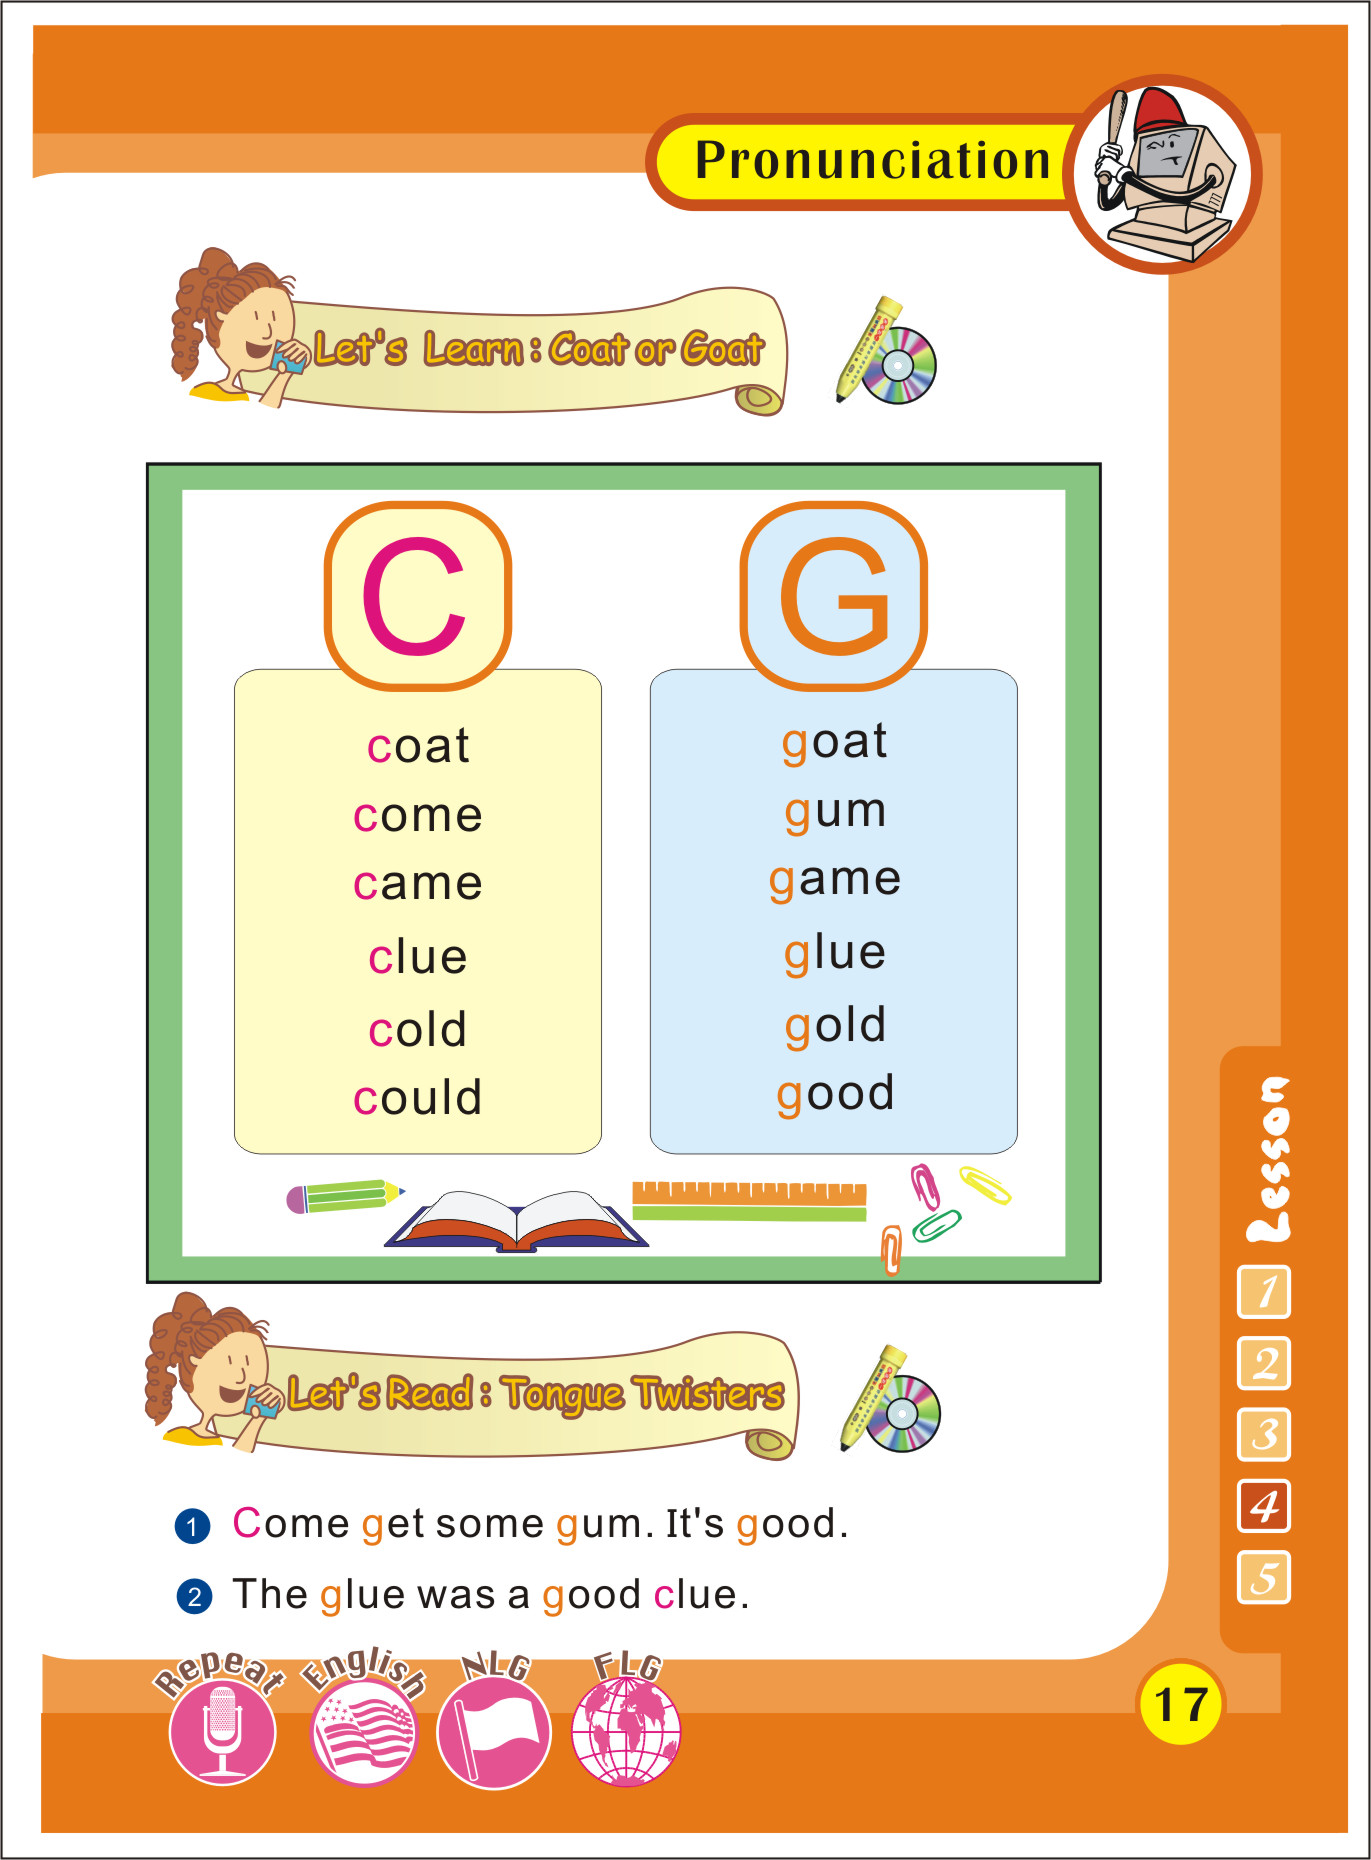 Pronunciation
Let's Learn : Coat or Goat
C
coat
come
came
clue
cold
could
G
goat
gum
game
glue
gold
good
Let's Read : Tongue Twisters
1 Come get some gum. It's good.
2 The glue was a good clue.
Lesson
1
2
3
4
5
Repeat
English
NLG
FLG
17